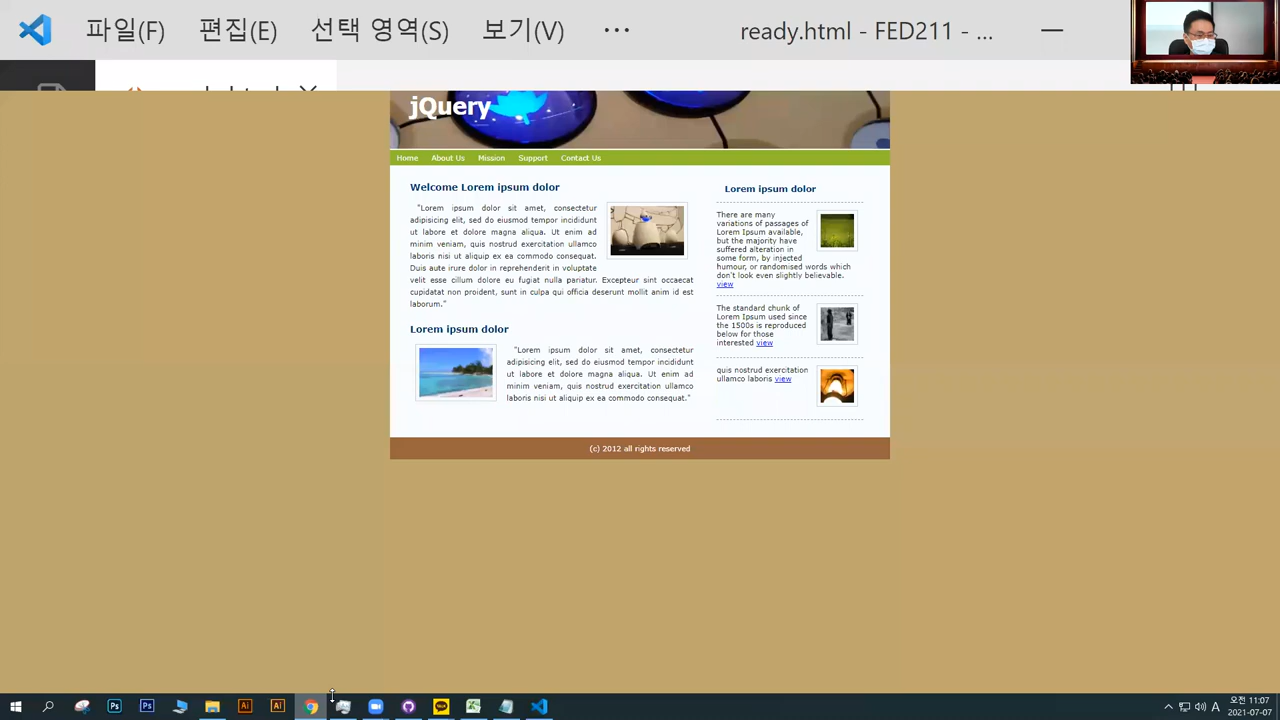 파일(F) 편집(E) 선택 영역(S) 보기(V) ··· ready.html - FED211 - ...
jQuery
Home About Us Mission Support Contact Us
Welcome Lorem ipsum dolor
"Lorem ipsum dolor sit amet, consectetur
adipisicing elit, sed do eiusmod tempor incididunt
ut labore et dolore magna aliqua. Ut enim ad
minim veniam, quis nostrud exercitation ullamco
laboris nisi ut aliquip ex ea commodo consequat.
Duis aute irure dolor in reprehenderit in voluptate
velit esse cillum dolore eu fugiat nulla pariatur. Excepteur sint occaecat
cupidatat non proident, sunt in culpa qui officia deserunt mollit anim id est
laborum."
Lorem ipsum dolor
"Lorem ipsum dolor sit amet, consectetur
adipisicing elit, sed do eiusmod tempor incididunt
ut labore et dolore magna aliqua. Ut enim ad
minim veniam, quis nostrud exercitation ullamco
laboris nisi ut aliquip ex ea commodo consequat."
Lorem ipsum dolor
There are many
variations of passages of
Lorem Ipsum available,
but the majority have
suffered alteration in
some form, by injected
humour, or randomised words which
don't look even slightly believable.
view
The standard chunk of
Lorem Ipsum used since
the 1500s is reproduced
below for those
interested view
quis nostrud exercitation
ullamco laboris view
(c) 2012 all rights reserved
Ps Ps Ai Ai A
오전 11:07
2021-07-07